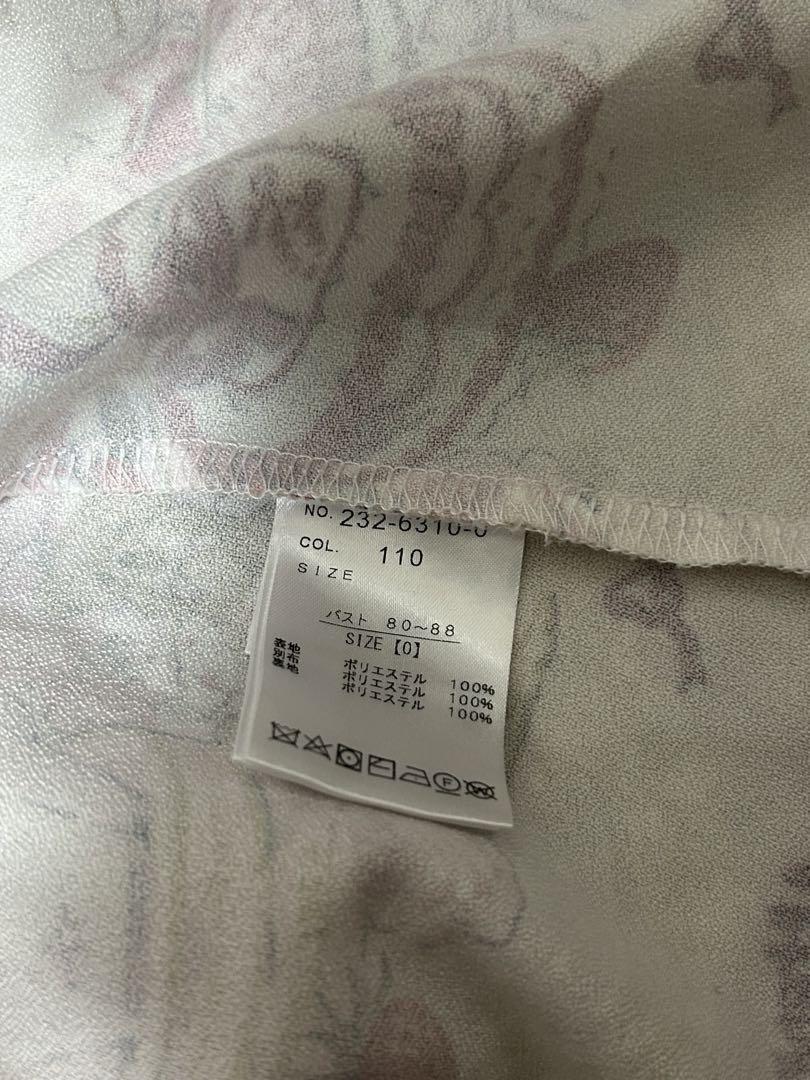 NO. 232-6310-0
COL. 110
SIZE
バスト 80〜88
SIZE【0】
表地 ポリエステル 100%
別布 ポリエステル 100%
裏地 ポリエステル 100%